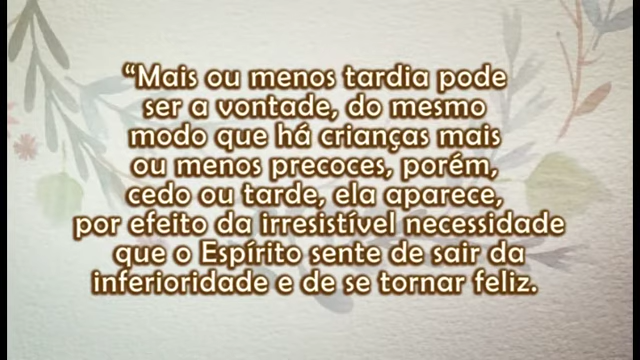 “Mais ou menos tardia pode
ser a vontade, do mesmo
modo que há crianças mais
ou menos precoces, porém,
cedo ou tarde, ela aparece,
por efeito da irresistível necessidade
que o Espírito sente de sair da
inferioridade e de se tornar feliz.